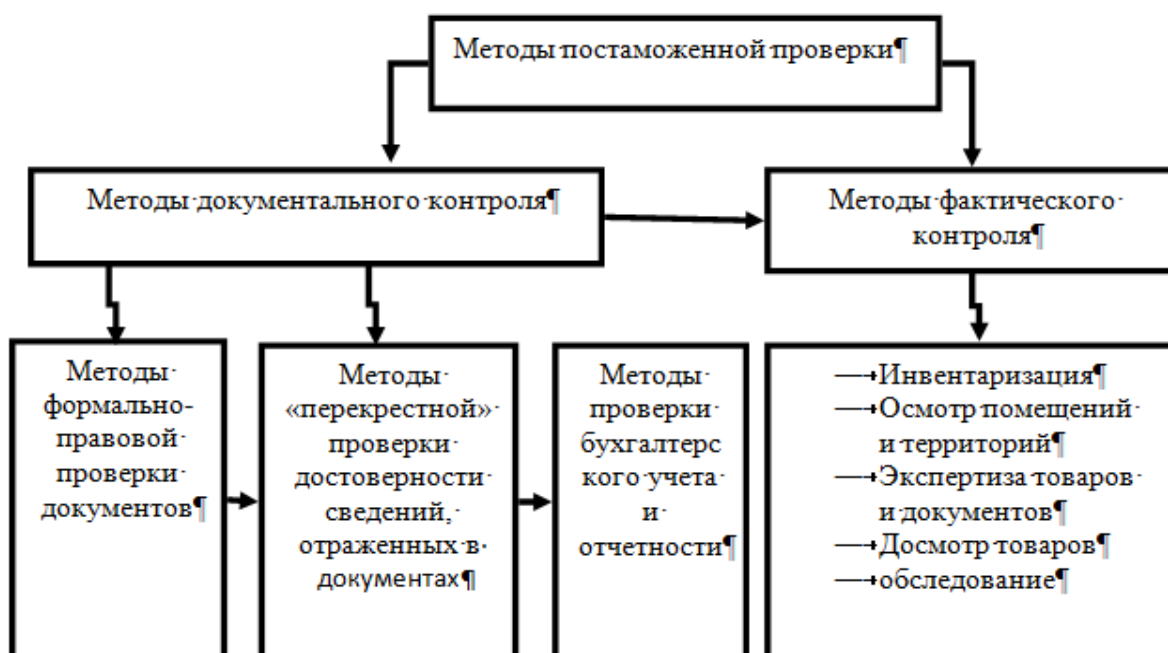 Методы постаможенной проверки¶
Методы·документального·контроля¶
Методы·фактического·
контроля¶
Методы·
формально-
правовой·
проверки·
документов¶
Методы·
«перекрестной»·
проверки·
достоверности·
сведений,·
отраженных·в·
документах¶
Методы·
проверки·
бухгалтерс
кого·учета·
и·
отчетности¶
—→Инвентаризация¶
—→Осмотр·помещений·
и·территорий¶
—→Экспертиза·товаров·
и·документов¶
—→Досмотр·товаров¶
—→обследование¶